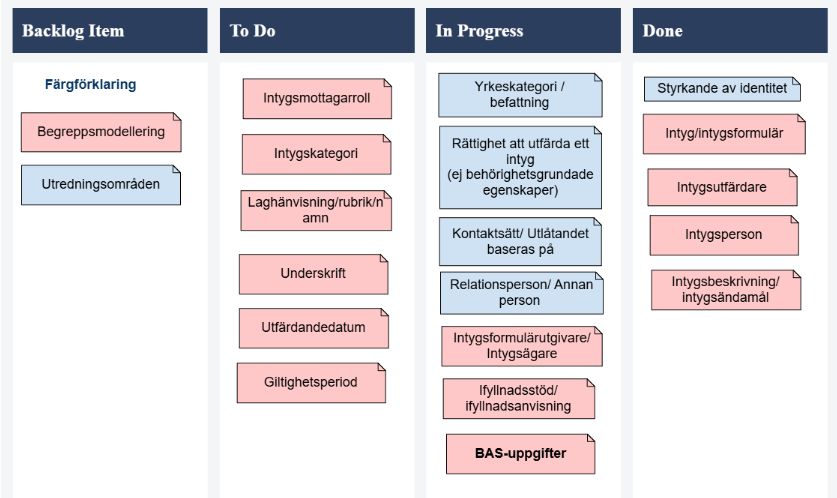 Backlog Item
Färgförklaring
Begreppsmodellering
Utredningsområden
To Do
Intygsmottagarroll
Intygskategori
Laghänvisning/rubrik/n
amn
Underskrift
Utfärdandedatum
Giltighetsperiod
In Progress
Yrkeskategori /
befattning
Rättighet att utfärda ett
intyg
(ej behörighetsgrundade
egenskaper)
Kontaktsätt/ Utlåtandet
baseras på
Relationsperson/ Annan
person
Intygsformulärutgivare/
Intygsägare
Ifyllnadsstöd/
ifyllnadsanvisning
BAS-uppgifter
Done
Styrkande av identitet
Intyg/intygsformulär
Intygsutfärdare
Intygsperson
Intygsbeskrivning/
intygsändamål